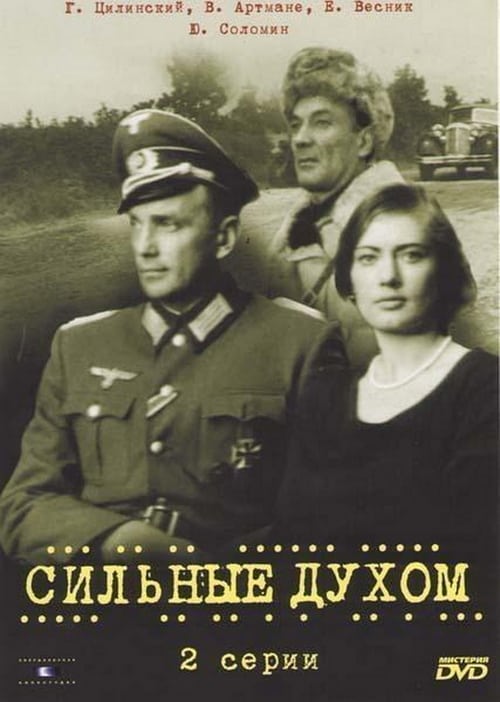 Г. Цилинский, В. Артмане, Е. Весник
Ю. Соломин
СИЛЬНЫЕ ДУХОМ
2 серии
МИСТЕРИЯ
DVD